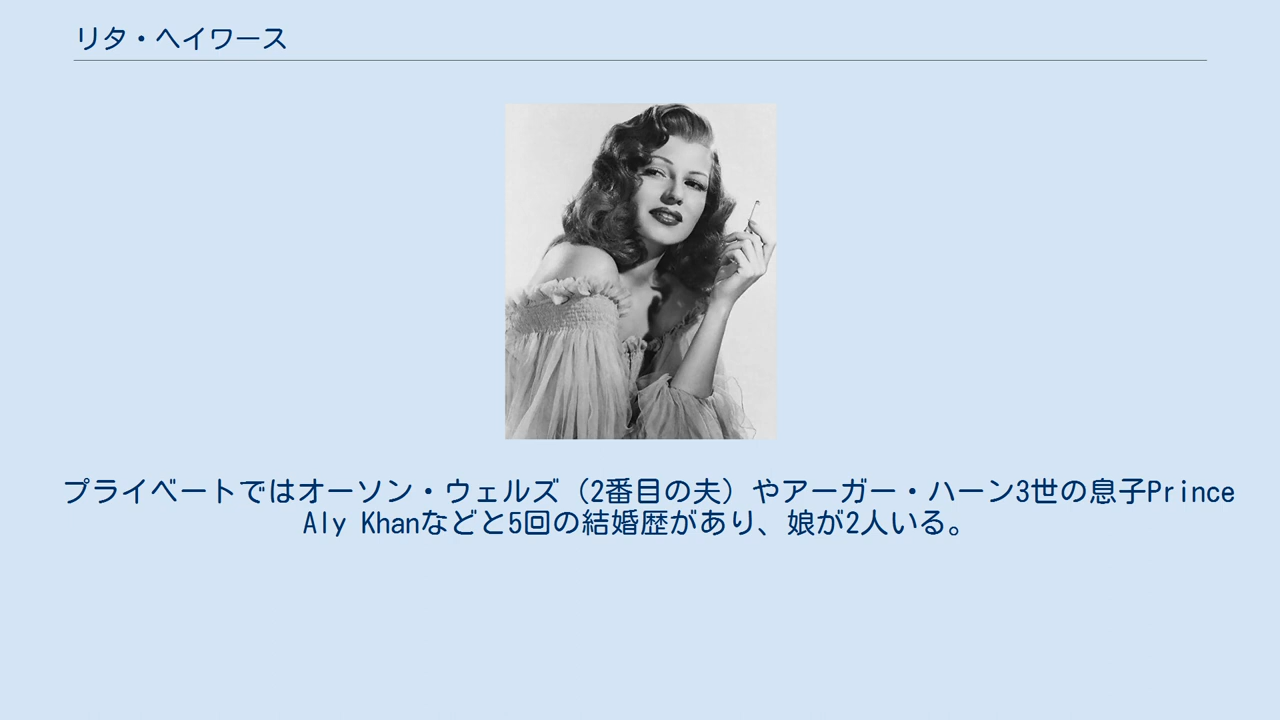 リタ・ヘイワース
プライベートではオーソン・ウェルズ（2番目の夫）やアーガー・ハーン3世の息子Prince
Aly Khanなどと5回の結婚歴があり、娘が2人いる。